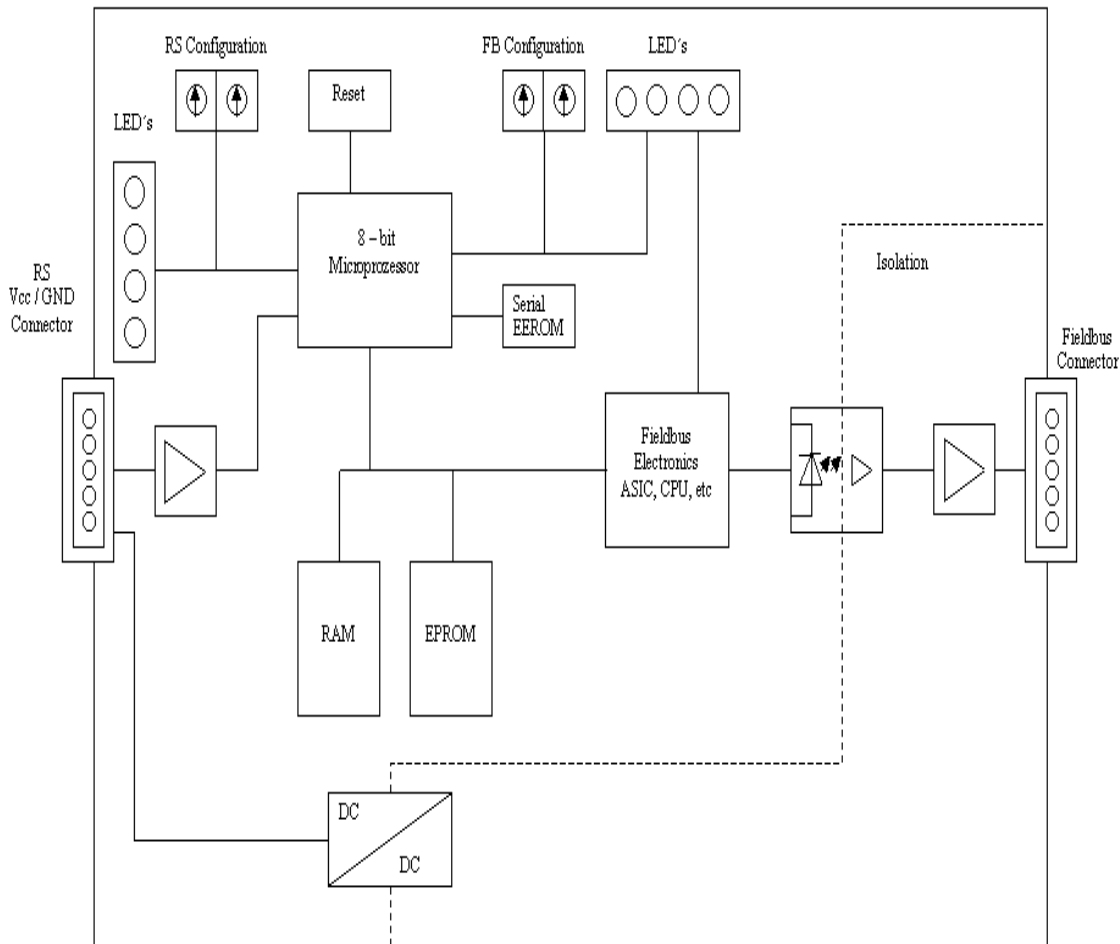 RS Configuration
FB Configuration
LED´s
Reset
LED´s
8 – bit
Microprozessor
Isolation
RS
Vcc / GND
Connector
Serial
EEROM
Fieldbus
Connector
Fieldbus
Electronics
ASIC, CPU, etc
RAM
EPROM
DC
DC